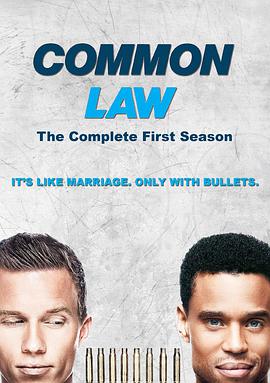 COMMON
LAW
The Complete First Season
IT'S LIKE MARRIAGE. ONLY WITH BULLETS.